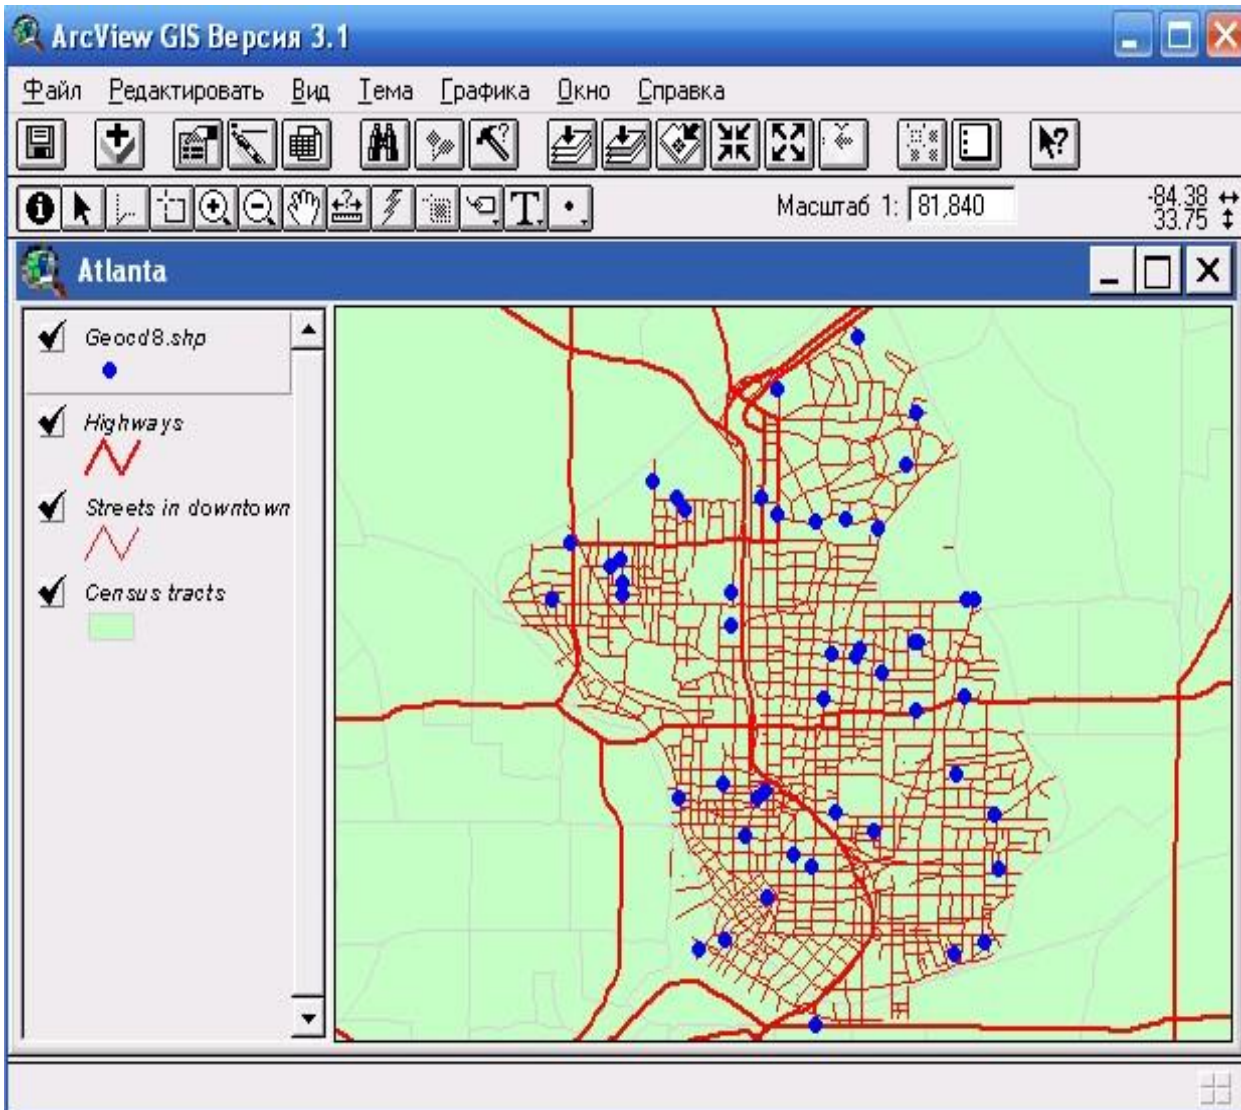 ArcView GIS Версия 3.1
Файл Редактировать Вид Тема Графика Окно Справка
Масштаб 1: 81,840
-84.38
33.75
Atlanta
Geocd8.shp
Highways
Streets in downtown
Census tracts